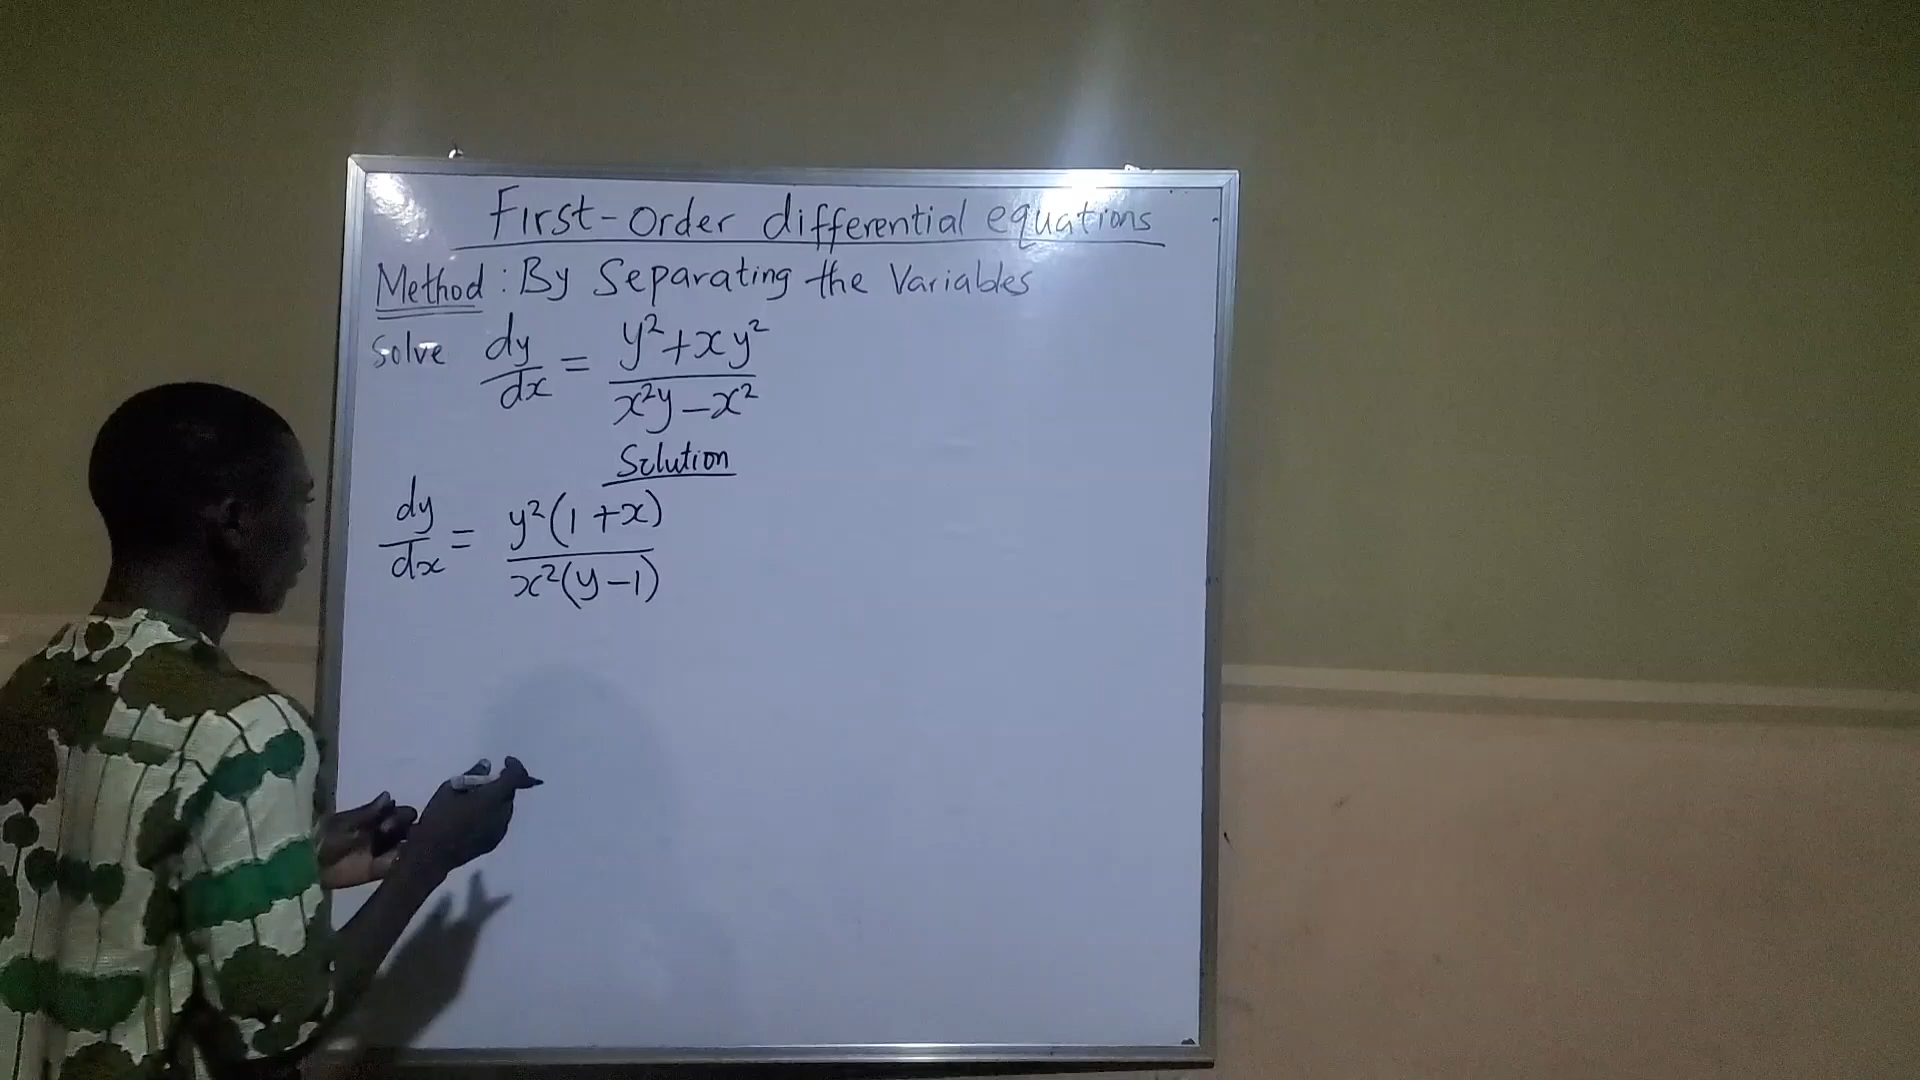 First-Order differential equations
Method: By Separating the Variables
Solve dy/dx = (y²+xy²)/(x²y-x²)
Solution
dy/dx = y²(1+x)/x²(y-1)